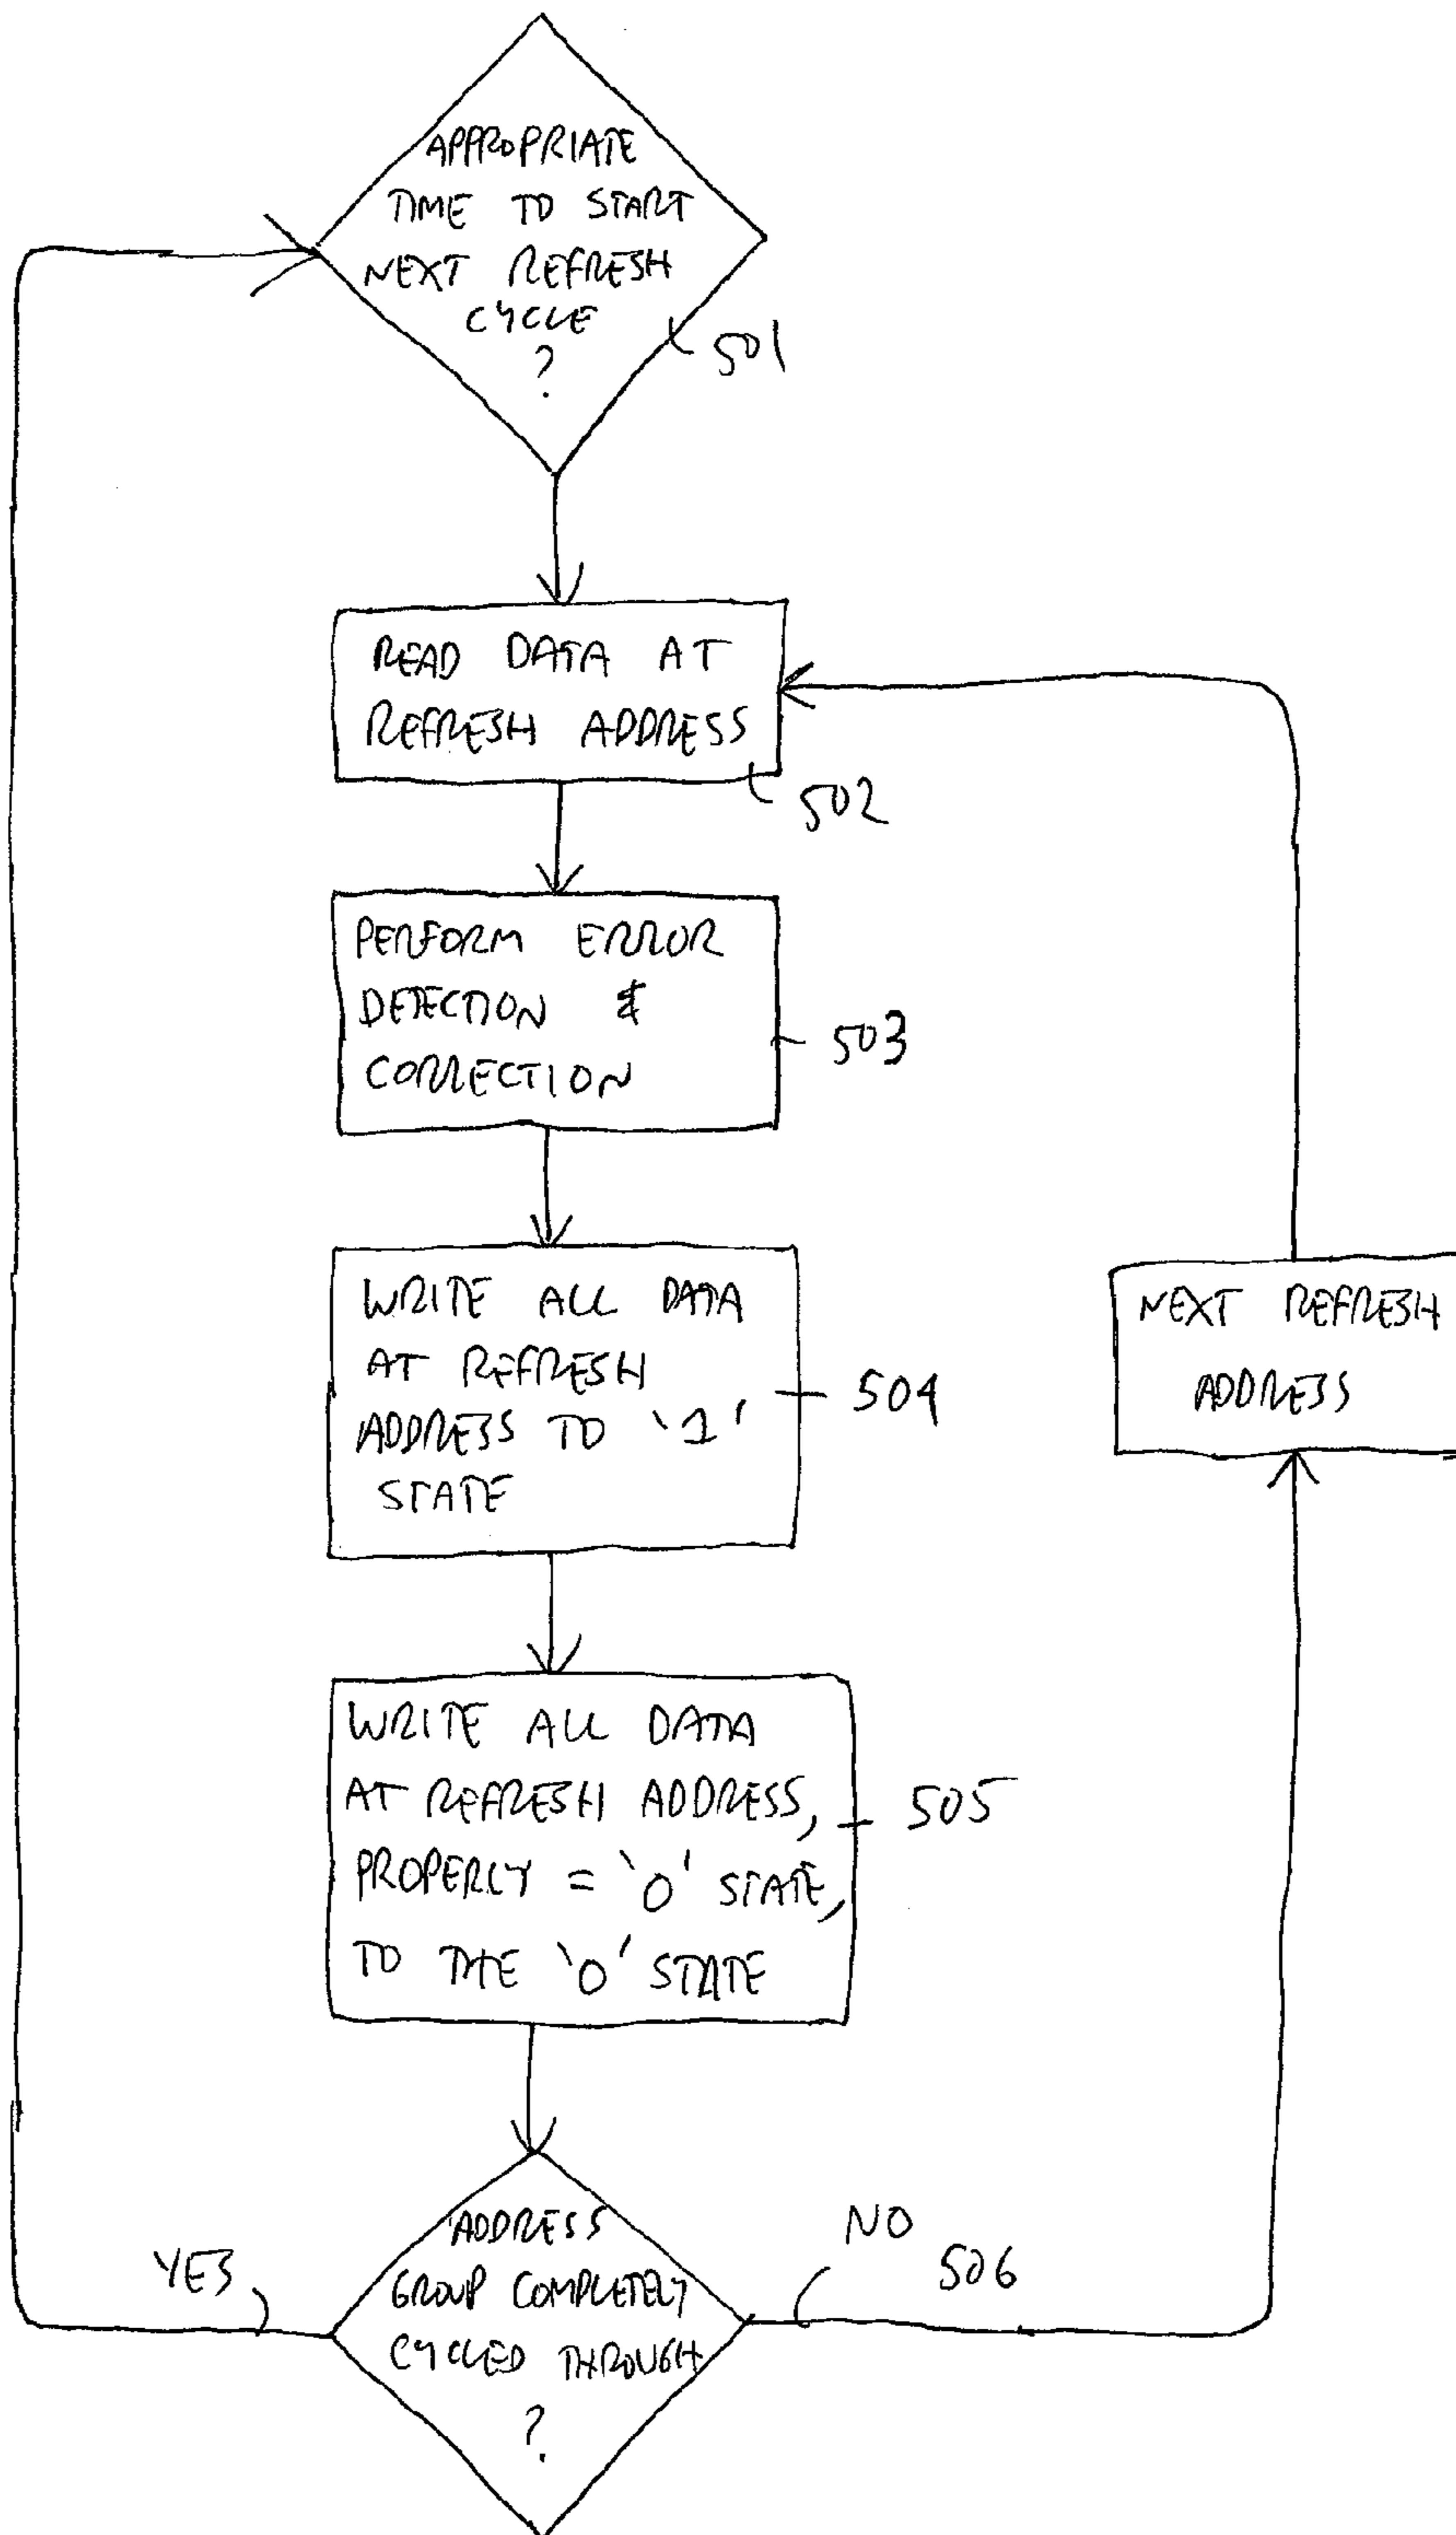 APPROPRIATE
TIME TO START
NEXT REFRESH
CYCLE
?
501
READ DATA AT
REFRESH ADDRESS
502
PERFORM ERROR
DETECTION &
CORRECTION
503
WRITE ALL DATA
AT REFRESH
ADDRESS TO '1'
STATE
504
NEXT REFRESH
ADDRESS
WRITE ALL DATA
AT REFRESH ADDRESS,
PROPERLY = '0' STATE,
TO THE '0' STATE
505
ADDRESS
GROUP COMPLETELY
CYCLED THROUGH
?
YES
NO
506